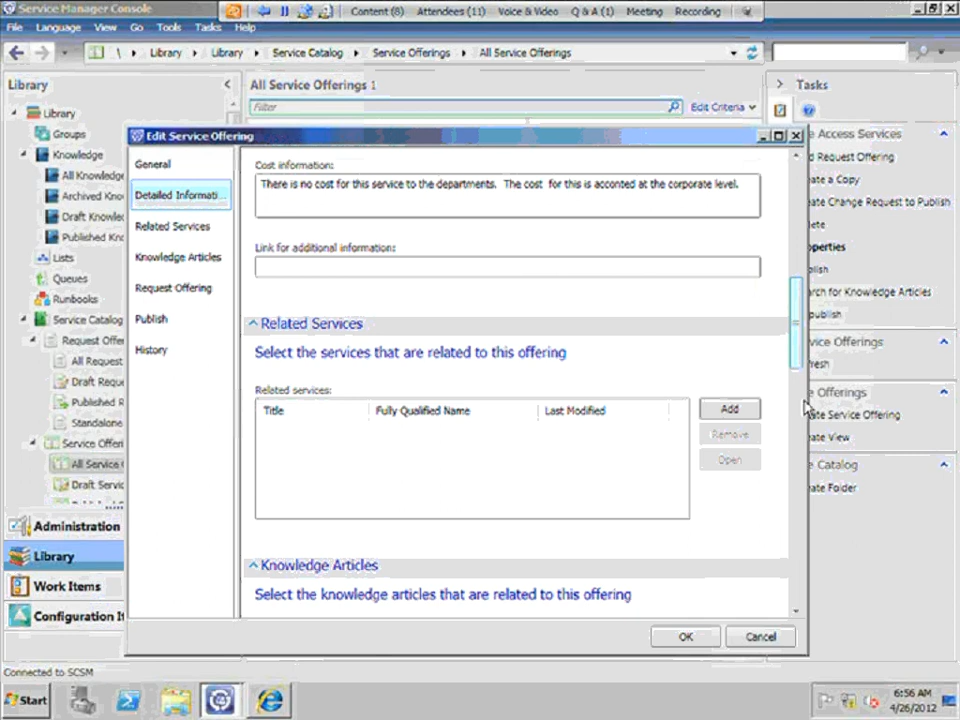 Service Manager Console
Content (8) Attendees (11) Voice & Video Q & A (1) Meeting Recording
File Language View Go Tools Tasks Help
\ Library Library Service Catalog Service Offerings All Service Offerings
Library
All Service Offerings 1
Tasks
Filter
Edit Criteria
Library
Groups
Knowledge
All Knowledge
Archived Kno
Draft Knowled
Published Kno
Lists
Queues
Runbooks
Service Catalog
Request Offer
All Request
Draft Reque
Published R
Standalone
Service Offeri
All Service
Draft Servic
Administration
Library
Work Items
Configuration It
Edit Service Offering
General
Detailed Informati...
Related Services
Knowledge Articles
Request Offering
Publish
History
Cost information:
There is no cost for this service to the departments. The cost for this is acconted at the corporate level.
Link for additional information:
Related Services
Select the services that are related to this offering
Related services:
Title Fully Qualified Name Last Modified
Add
Remove
Open
Knowledge Articles
Select the knowledge articles that are related to this offering
OK Cancel
e Access Services
d Request Offering
ate a Copy
ate Change Request to Publish
lete
operties
blish
rch for Knowledge Articles
publish
vice Offerings
resh
e Offerings
ate Service Offering
ate View
e Catalog
ate Folder
Connected to SCSM
Start
6:56 AM
4/26/2012